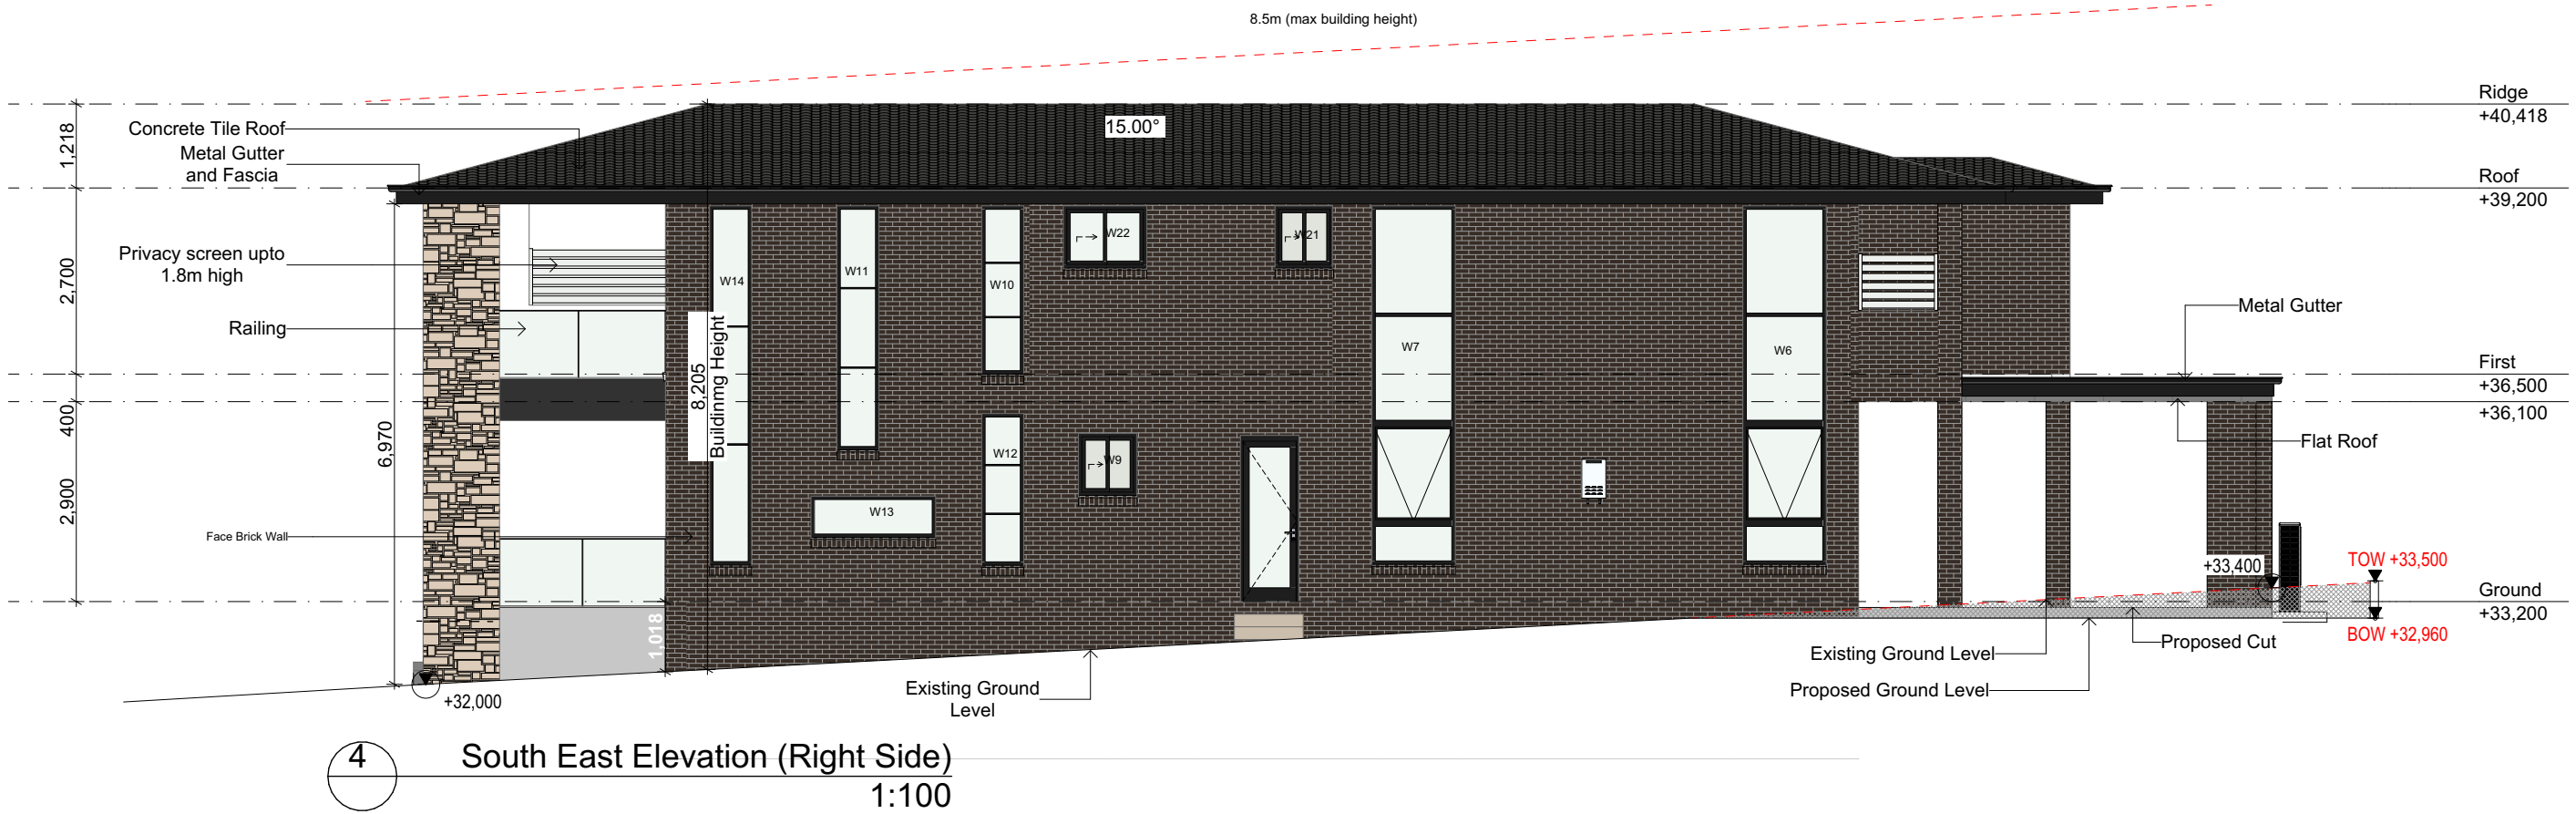 8.5m (max building height)
Ridge
+40,418
1,218
Concrete Tile Roof
Metal Gutter
and Fascia
15.00°
Roof
+39,200
2,700
Privacy screen upto
1.8m high
Railing
W14
W11
W10
W22
W21
W7
W6
Metal Gutter
First
+36,500
+36,100
400
8,205
Buildinmg Height
6,970
Flat Roof
2,900
W12
W9
W13
Face Brick Wall
+33,400
TOW +33,500
Ground
+33,200
BOW +32,960
1,018
Proposed Cut
Existing Ground Level
Proposed Ground Level
Existing Ground
Level
+32,000
4
South East Elevation (Right Side)
1:100